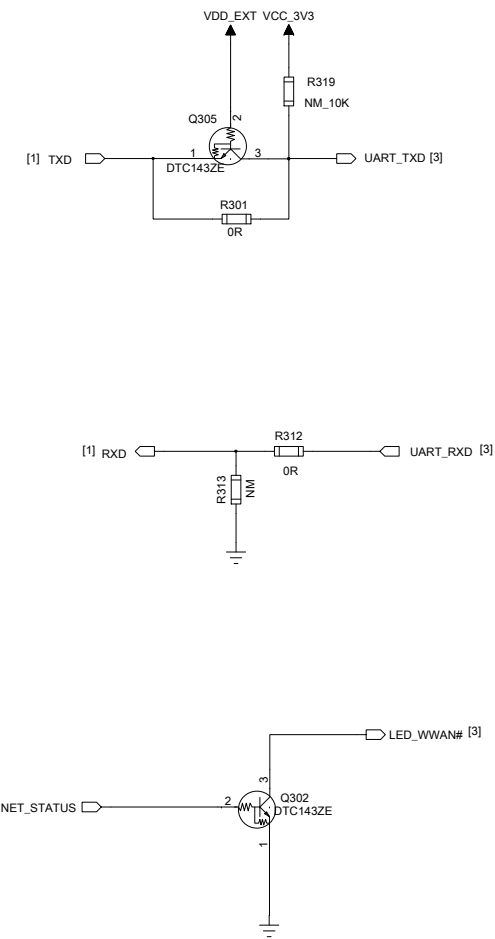 VDD_EXT VCC_3V3
R319
NM_10K
Q305
2
[1] TXD
1
3
UART_TXD [3]
DTC143ZE
R301
0R
R312
[1] RXD
UART_RXD [3]
0R
R313
NM
LED_WWAN# [3]
3
Q302
NET_STATUS
2
DTC143ZE
1